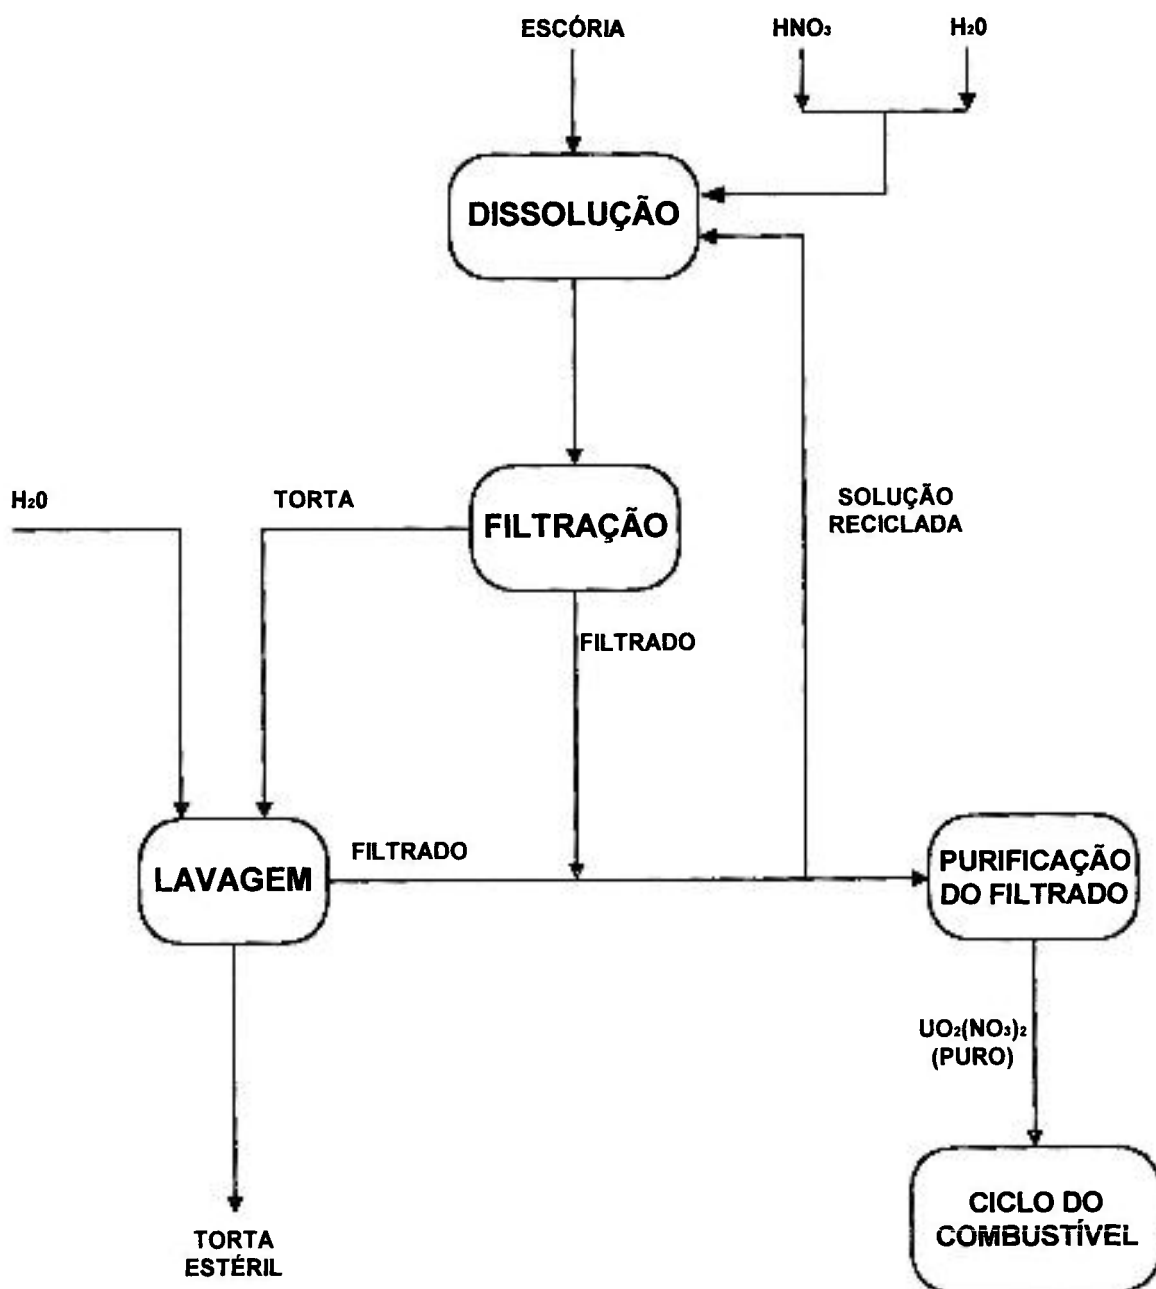 ESCÓRIA
HNO₃
H₂0
DISSOLUÇÃO
H₂0
TORTA
FILTRAÇÃO
SOLUÇÃO
RECICLADA
FILTRADO
LAVAGEM
FILTRADO
PURIFICAÇÃO
DO FILTRADO
UO₂(NO₃)₂
(PURO)
TORTA
ESTÉRIL
CICLO DO
COMBUSTÍVEL